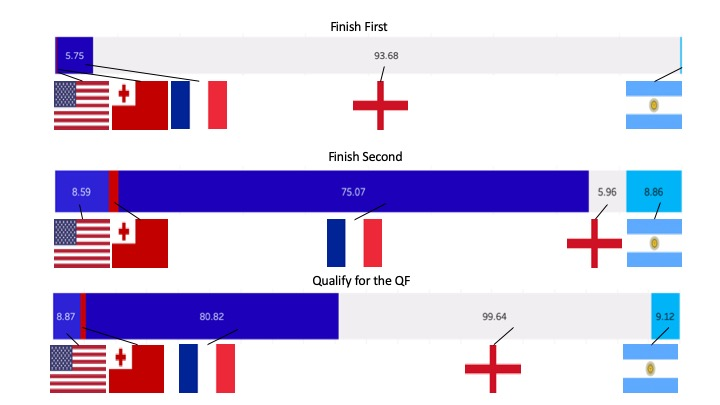 Finish First
5.75 93.68
Finish Second
8.59 75.07 5.96 8.86
Qualify for the QF
8.87 80.82 99.64 9.12